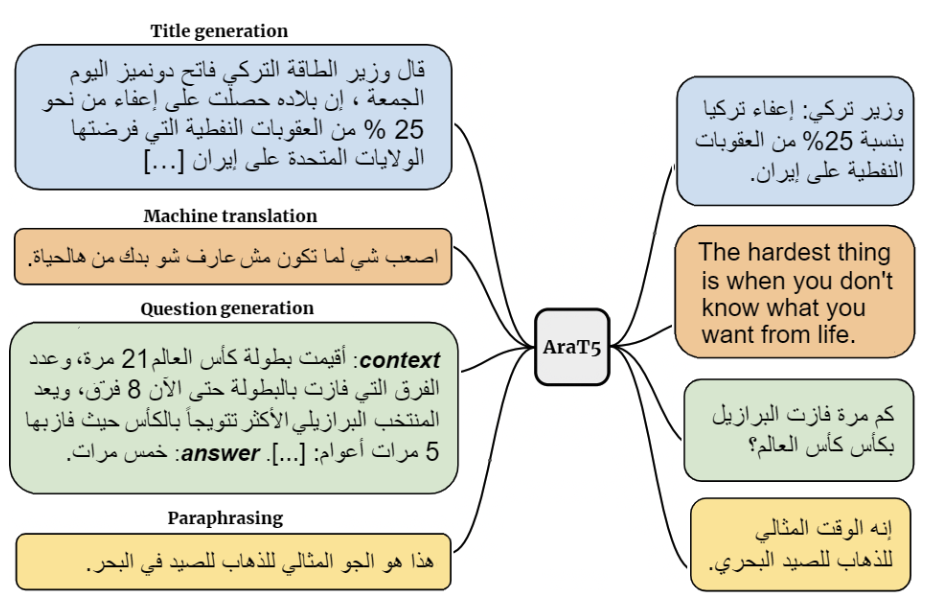 Title generation
قال وزير الطاقة التركي فاتح دونميز اليوم
الجمعة ، إن بلاده حصلت على إعفاء من نحو
25 % من العقوبات النفطية التي فرضتها
الولايات المتحدة على إيران [...]
Machine translation
اصعب شي لما تكون مش عارف شو بدك من هالحياة.
Question generation
context: أقيمت بطولة كأس العالم 21 مرة، وعدد
الفرق التي فازت بالبطولة حتى الآن 8 فرق، ويعد
المنتخب البرازيلي الأكثر تتويجاً بالكأس حيث فازبها
5 مرات أعوام: [...]. answer: خمس مرات.
Paraphrasing
هذا هو الجو المثالي للذهاب للصيد في البحر.
AraT5
وزير تركي: إعفاء تركيا
بنسبة 25% من العقوبات
النفطية على إيران.
The hardest thing
is when you don't
know what you
want from life.
كم مرة فازت البرازيل
بكأس كأس العالم؟
إنه الوقت المثالي
للذهاب للصيد البحري.